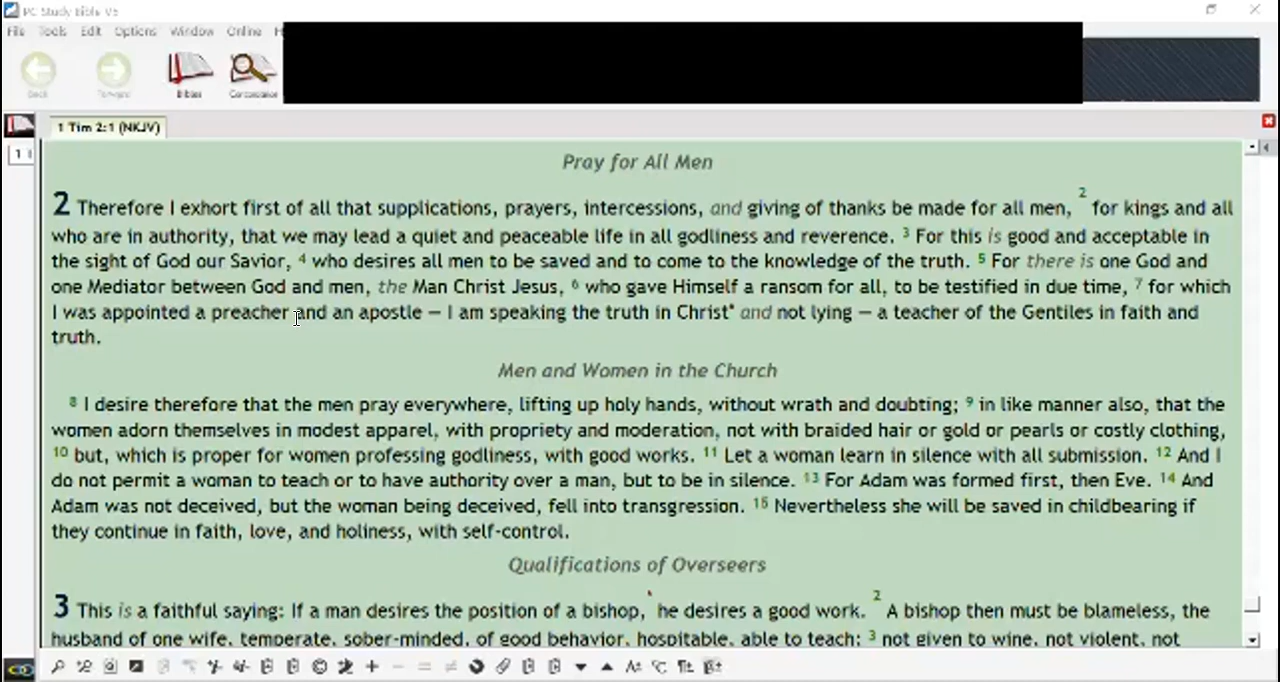 PC Study Bible V5
File Tools Edit Options Window Online H
Back Forward Bibles Concordance
1 Tim 2:1 (NKJV)
Pray for All Men
2 Therefore I exhort first of all that supplications, prayers, intercessions, and giving of thanks be made for all men, 2 for kings and all
who are in authority, that we may lead a quiet and peaceable life in all godliness and reverence. 3 For this is good and acceptable in
the sight of God our Savior, 4 who desires all men to be saved and to come to the knowledge of the truth. 5 For there is one God and
one Mediator between God and men, the Man Christ Jesus, 6 who gave Himself a ransom for all, to be testified in due time, 7 for which
I was appointed a preacher and an apostle — I am speaking the truth in Christ* and not lying — a teacher of the Gentiles in faith and
truth.
Men and Women in the Church
8 I desire therefore that the men pray everywhere, lifting up holy hands, without wrath and doubting; 9 in like manner also, that the
women adorn themselves in modest apparel, with propriety and moderation, not with braided hair or gold or pearls or costly clothing,
10 but, which is proper for women professing godliness, with good works. 11 Let a woman learn in silence with all submission. 12 And I
do not permit a woman to teach or to have authority over a man, but to be in silence. 13 For Adam was formed first, then Eve. 14 And
Adam was not deceived, but the woman being deceived, fell into transgression. 15 Nevertheless she will be saved in childbearing if
they continue in faith, love, and holiness, with self-control.
Qualifications of Overseers
3 This is a faithful saying: If a man desires the position of a bishop,* he desires a good work. 2 A bishop then must be blameless, the
husband of one wife, temperate, sober-minded, of good behavior, hospitable, able to teach; 3 not given to wine, not violent, not